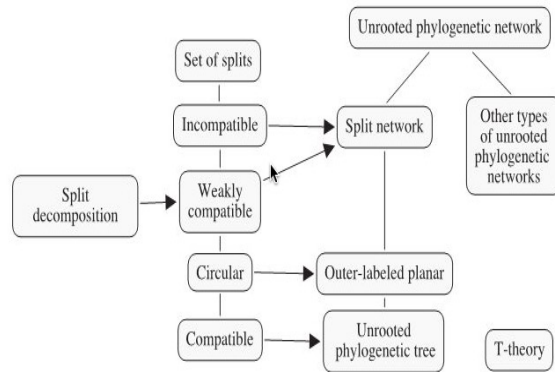 Unrooted phylogenetic network
Set of splits
Incompatible
Split network
Other types
of unrooted
phylogenetic
networks
Split
decomposition
Weakly
compatible
Circular
Outer-labeled planar
Compatible
Unrooted
phylogenetic tree
T-theory